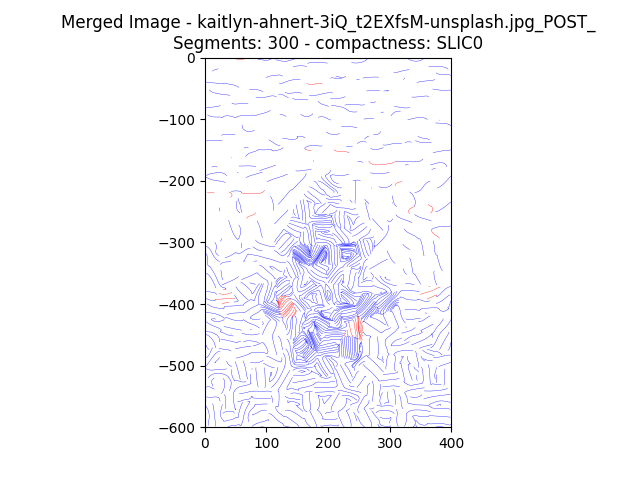 Merged Image - kaitlyn-ahnert-3iQ_t2EXfsM-unsplash.jpg_POST_
Segments: 300 - compactness: SLIC0
0
−100
−200
−300
−400
−500
−600
0 100 200 300 400